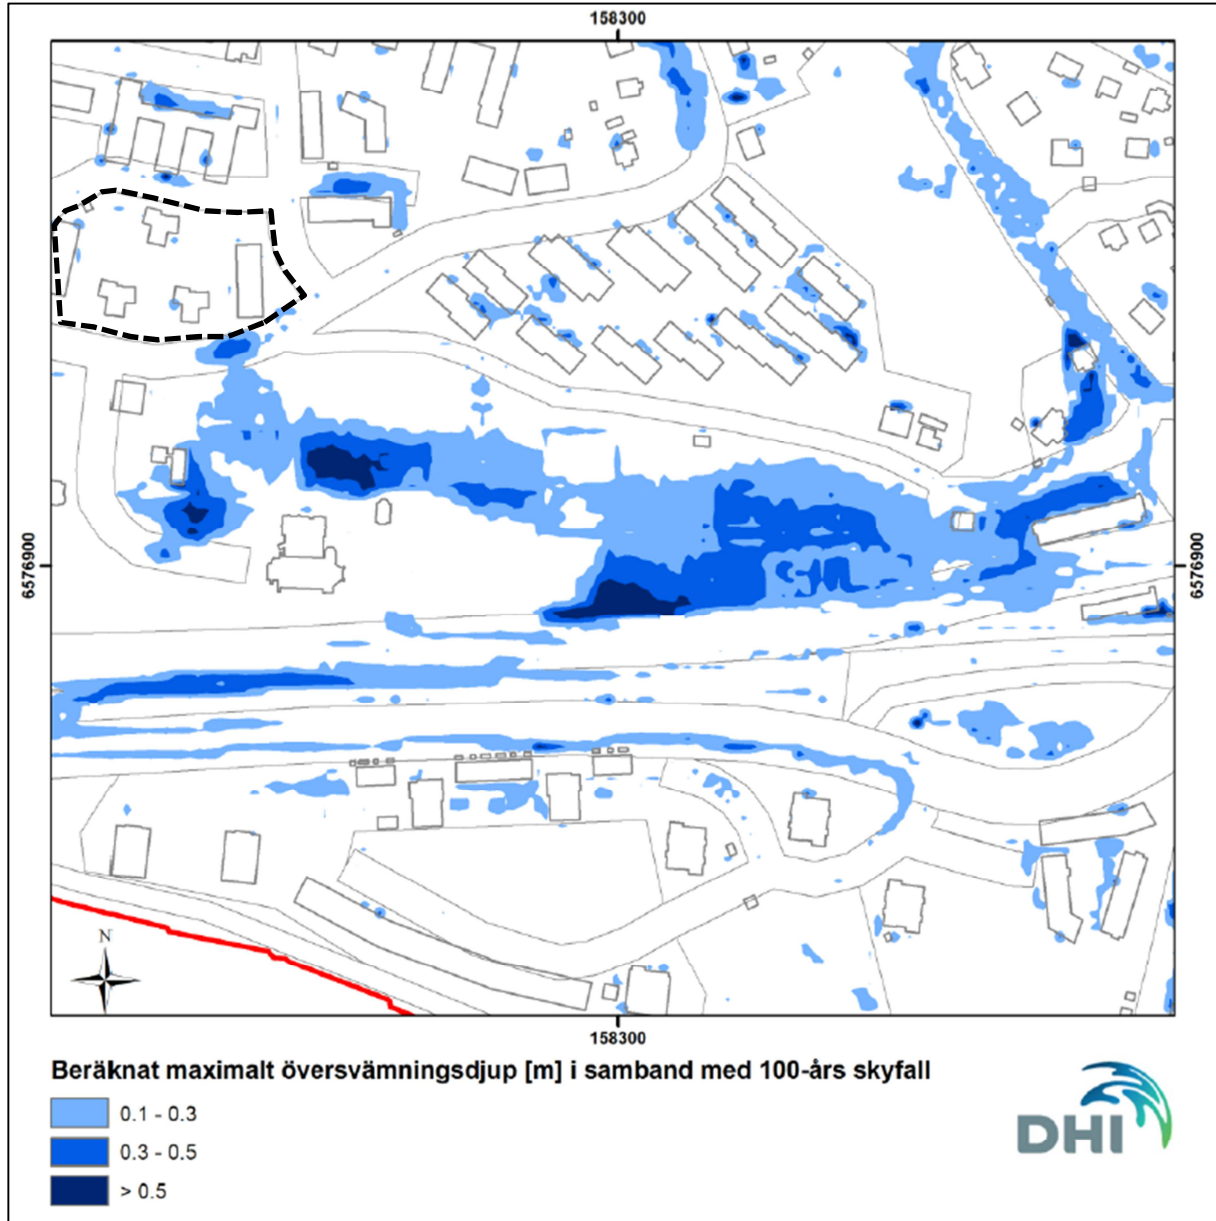 158300
6576900
6576900
N
158300
Beräknat maximalt översvämningsdjup [m] i samband med 100-års skyfall
0.1 - 0.3
0.3 - 0.5
> 0.5
DHI